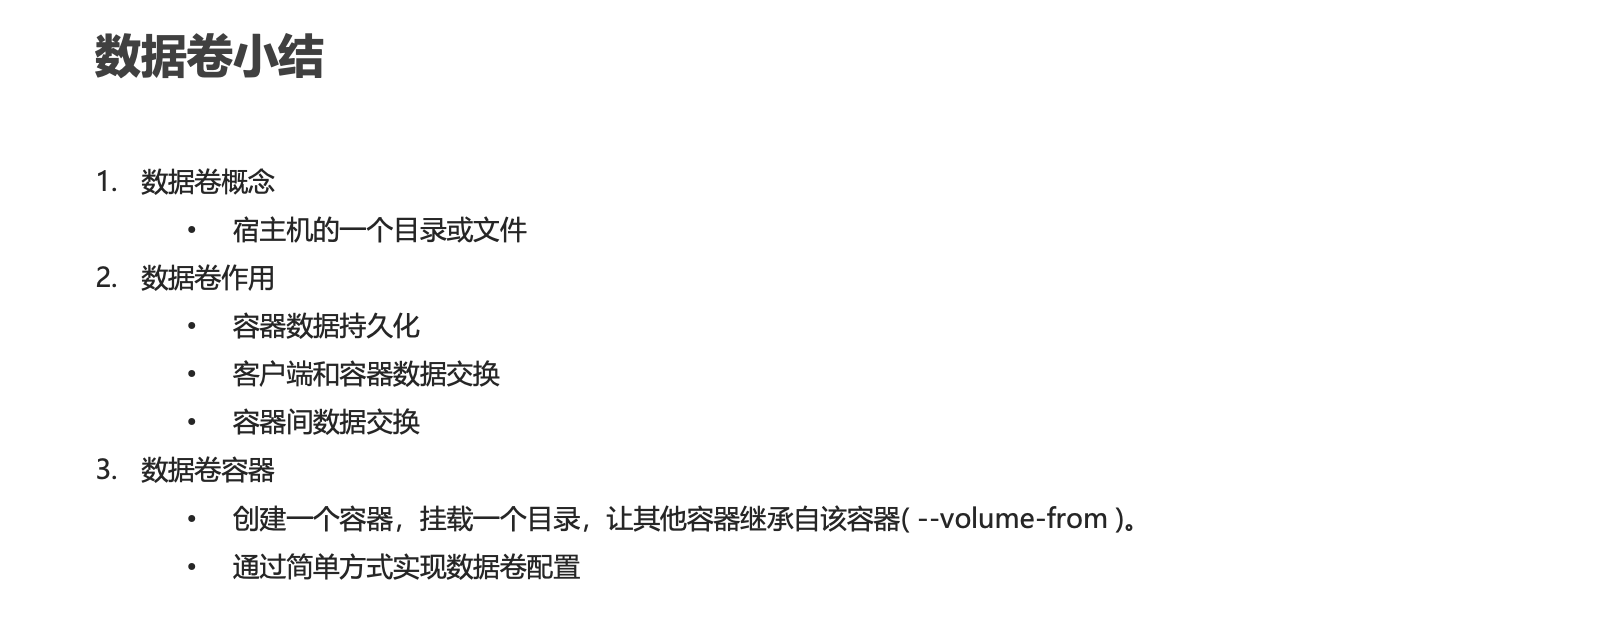 数据卷小结
1. 数据卷概念
• 宿主机的一个目录或文件
2. 数据卷作用
• 容器数据持久化
• 客户端和容器数据交换
• 容器间数据交换
3. 数据卷容器
• 创建一个容器，挂载一个目录，让其他容器继承自该容器( --volume-from )。
• 通过简单方式实现数据卷配置